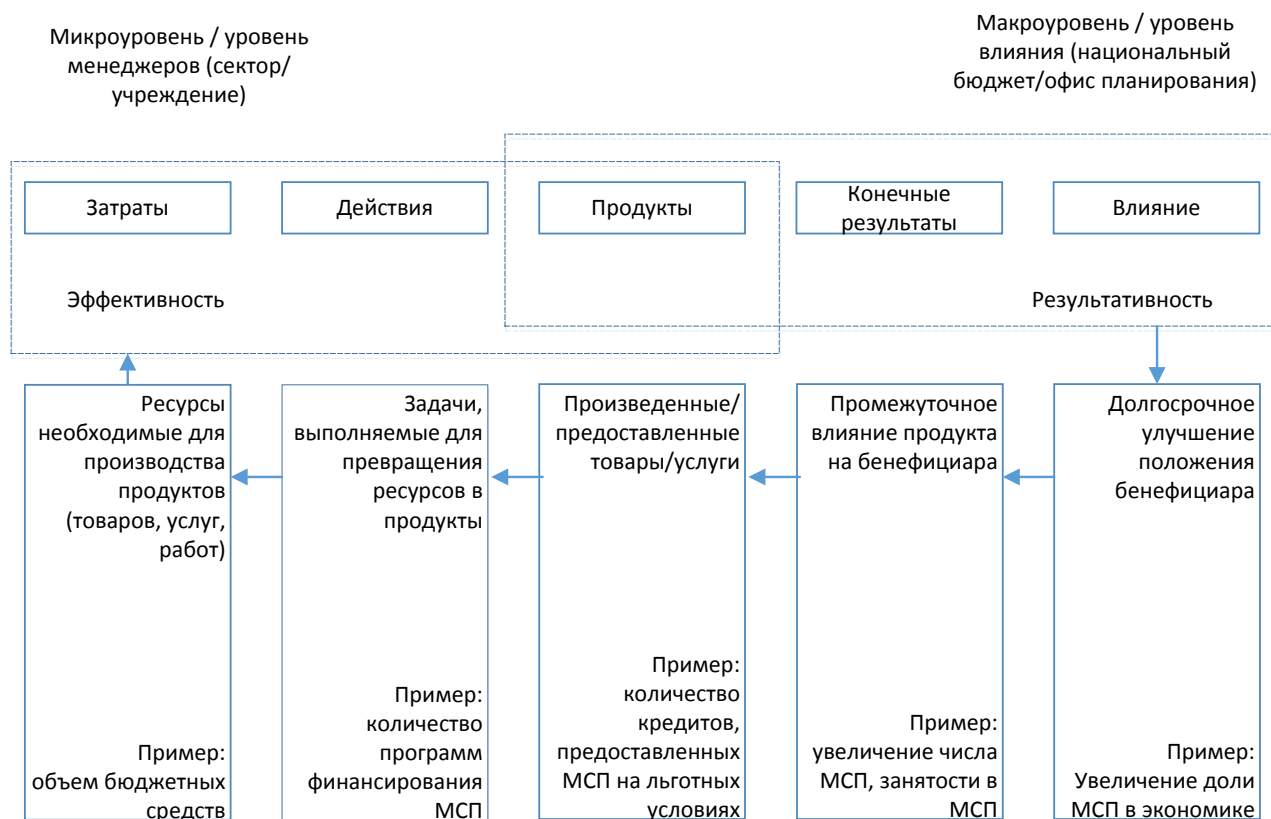 Микроуровень / уровень
менеджеров (сектор/
учреждение)
Макроуровень / уровень
влияния (национальный
бюджет/офис планирования)
Затраты
Действия
Продукты
Конечные
результаты
Влияние
Эффективность
Результативность
Ресурсы
необходимые для
производства
продуктов
(товаров, услуг,
работ)
Пример:
объем бюджетных
средств
Задачи,
выполняемые для
превращения
ресурсов в
продукты
Пример:
количество
программ
финансирования
МСП
Произведенные/
предоставленные
товары/услуги
Пример:
количество
кредитов,
предоставленных
МСП на льготных
условиях
Промежуточное
влияние продукта
на бенефициара
Пример:
увеличение числа
МСП, занятости в
МСП
Долгосрочное
улучшение
положения
бенефициара
Пример:
Увеличение доли
МСП в экономике